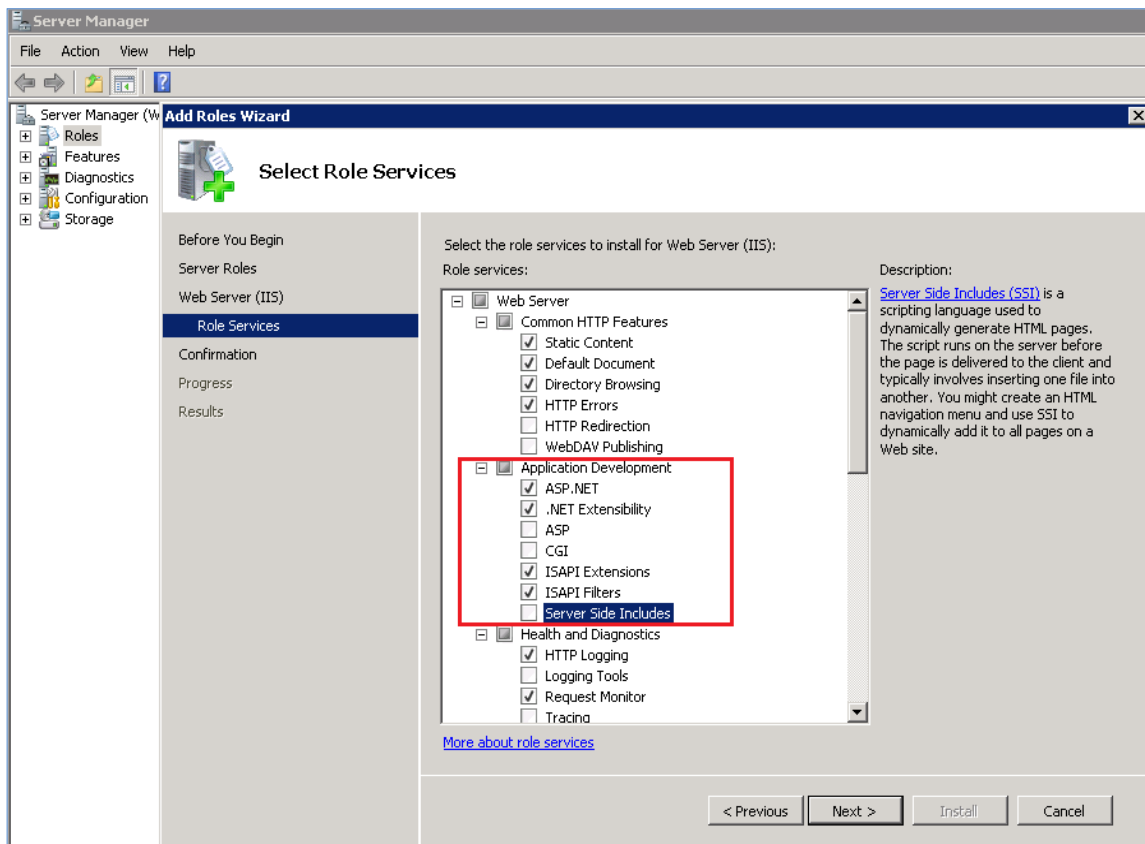 Server Manager
File Action View Help
Server Manager (W
Roles
Features
Diagnostics
Configuration
Storage
Add Roles Wizard
Select Role Services
Before You Begin
Server Roles
Web Server (IIS)
Role Services
Confirmation
Progress
Results
Select the role services to install for Web Server (IIS):
Role services:
Web Server
Common HTTP Features
Static Content
Default Document
Directory Browsing
HTTP Errors
HTTP Redirection
WebDAV Publishing
Application Development
ASP.NET
.NET Extensibility
ASP
CGI
ISAPI Extensions
ISAPI Filters
Server Side Includes
Health and Diagnostics
HTTP Logging
Logging Tools
Request Monitor
Tracing
More about role services
Description:
Server Side Includes (SSI) is a
scripting language used to
dynamically generate HTML pages.
The script runs on the server before
the page is delivered to the client and
typically involves inserting one file into
another. You might create an HTML
navigation menu and use SSI to
dynamically add it to all pages on a
Web site.
< Previous Next > Install Cancel